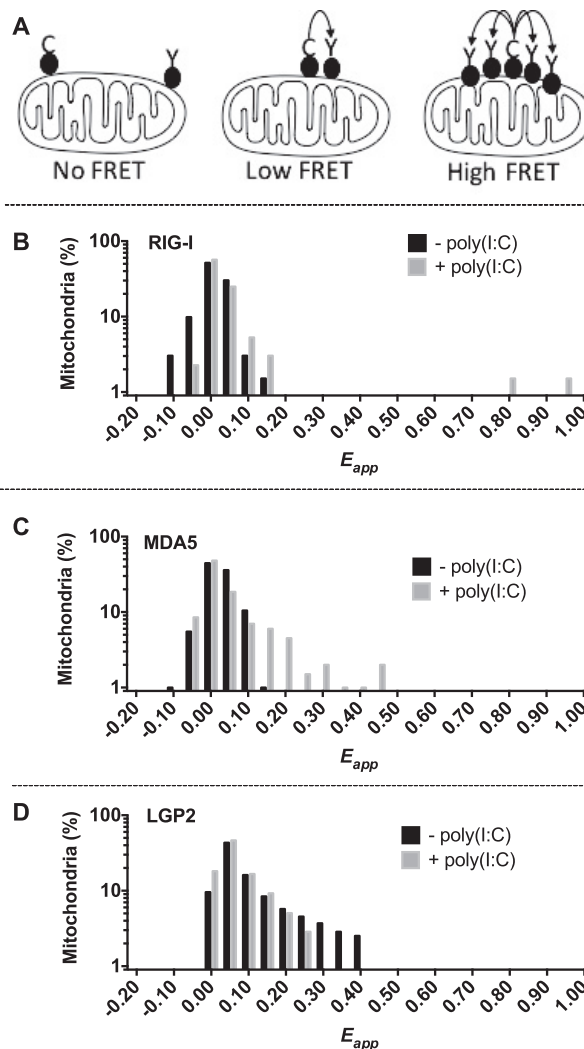 A
C
Y
C
Y
Y
Y
C
Y
Y
No FRET
Low FRET
High FRET
B
RIG-I
- poly(I:C)
+ poly(I:C)
Mitochondria (%)
100
10
1
-0.20
-0.10
0.00
0.10
0.20
0.30
0.40
0.50
0.60
0.70
0.80
0.90
1.00
Eapp
C
MDA5
- poly(I:C)
+ poly(I:C)
Mitochondria (%)
100
10
1
-0.20
-0.10
0.00
0.10
0.20
0.30
0.40
0.50
0.60
0.70
0.80
0.90
1.00
Eapp
D
LGP2
- poly(I:C)
+ poly(I:C)
Mitochondria (%)
100
10
1
-0.20
-0.10
0.00
0.10
0.20
0.30
0.40
0.50
0.60
0.70
0.80
0.90
1.00
Eapp